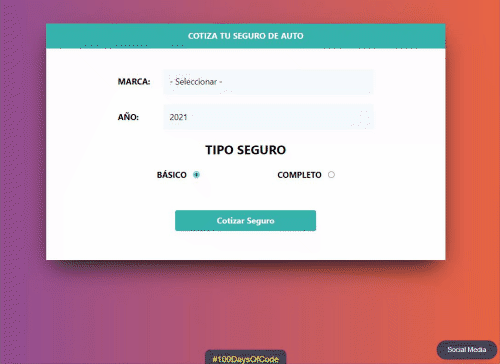 COTIZA TU SEGURO DE AUTO
MARCA: - Seleccionar -
AÑO: 2021
TIPO SEGURO
BÁSICO COMPLETO
Cotizar Seguro
Social Media
#100DaysOfCode